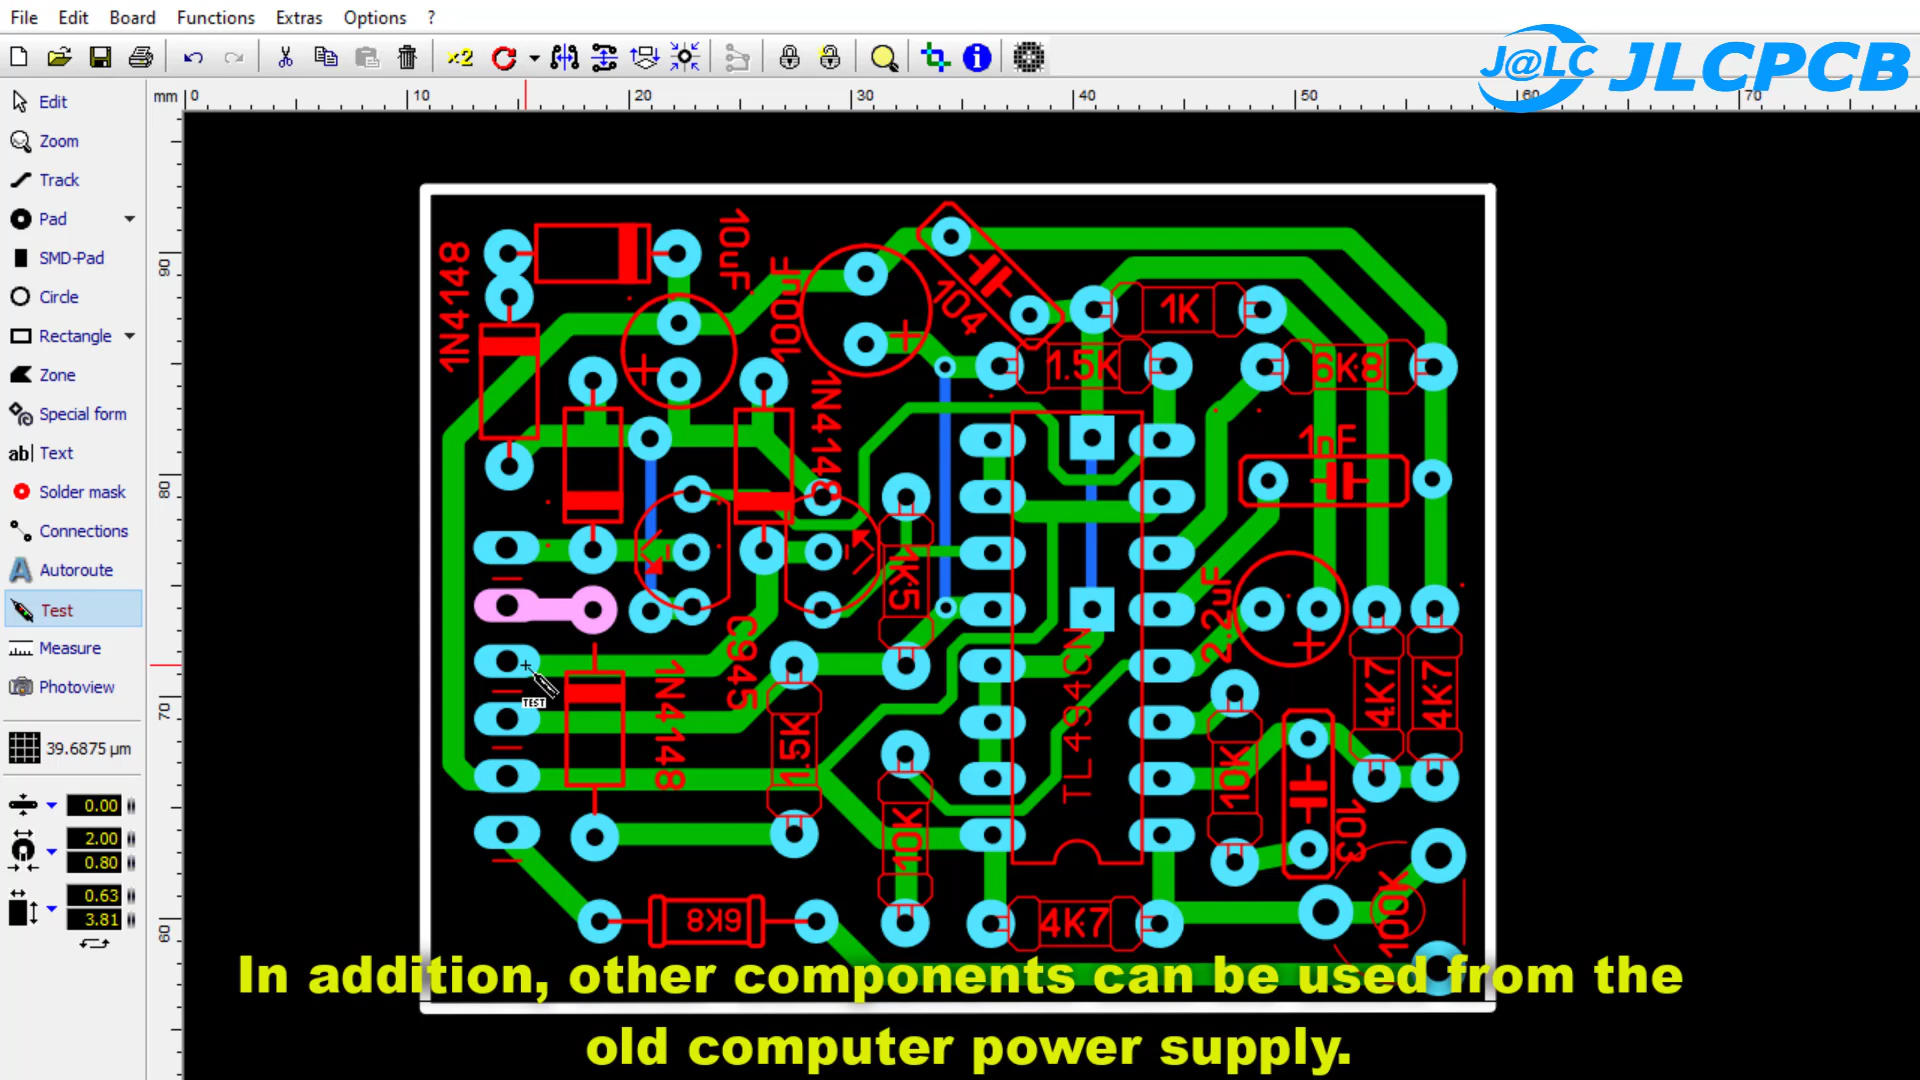 File Edit Board Functions Extras Options ?
J@LC JLCPCB
mm 0 10 20 30 40 50 60 70
Edit
Zoom
Track
Pad
SMD-Pad
Circle
Rectangle
Zone
Special form
ab| Text
Solder mask
Connections
Autoroute
Test
Measure
Photoview
39.6875 µm
0.00
2.00
0.80
0.63
3.81
90
80
70
60
1N4148
10uF
100uF
104
1K
1.5K
6K8
1N4148
1nF
1K5
2.2uF
C945
1N4148
1.5K
TL494CN
4K7
4K7
10K
10K
103
6K8
4K7
100K
TEST
In addition, other components can be used from the
old computer power supply.